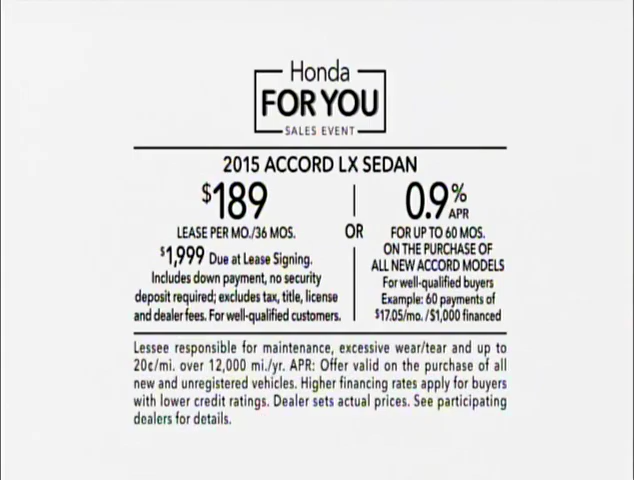 Honda
FOR YOU
SALES EVENT
2015 ACCORD LX SEDAN
$189
LEASE PER MO./36 MOS.
$1,999 Due at Lease Signing.
Includes down payment, no security
deposit required; excludes tax, title, license
and dealer fees. For well-qualified customers.
OR
0.9% APR
FOR UP TO 60 MOS.
ON THE PURCHASE OF
ALL NEW ACCORD MODELS
For well-qualified buyers
Example: 60 payments of
$17.05/mo. /$1,000 financed
Lessee responsible for maintenance, excessive wear/tear and up to
20¢/mi. over 12,000 mi./yr. APR: Offer valid on the purchase of all
new and unregistered vehicles. Higher financing rates apply for buyers
with lower credit ratings. Dealer sets actual prices. See participating
dealers for details.